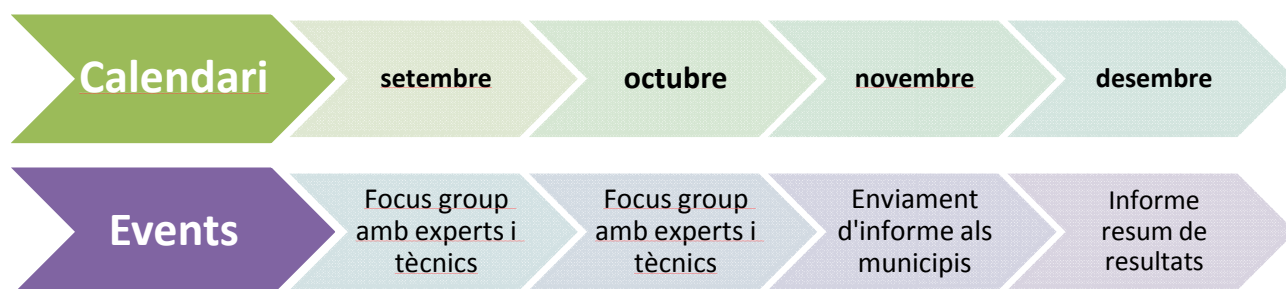 Calendari
setembre
octubre
novembre
desembre
Events
Focus group
amb experts i
tècnics
Focus group
amb experts i
tècnics
Enviament
d'informe als
municipis
Informe
resum de
resultats